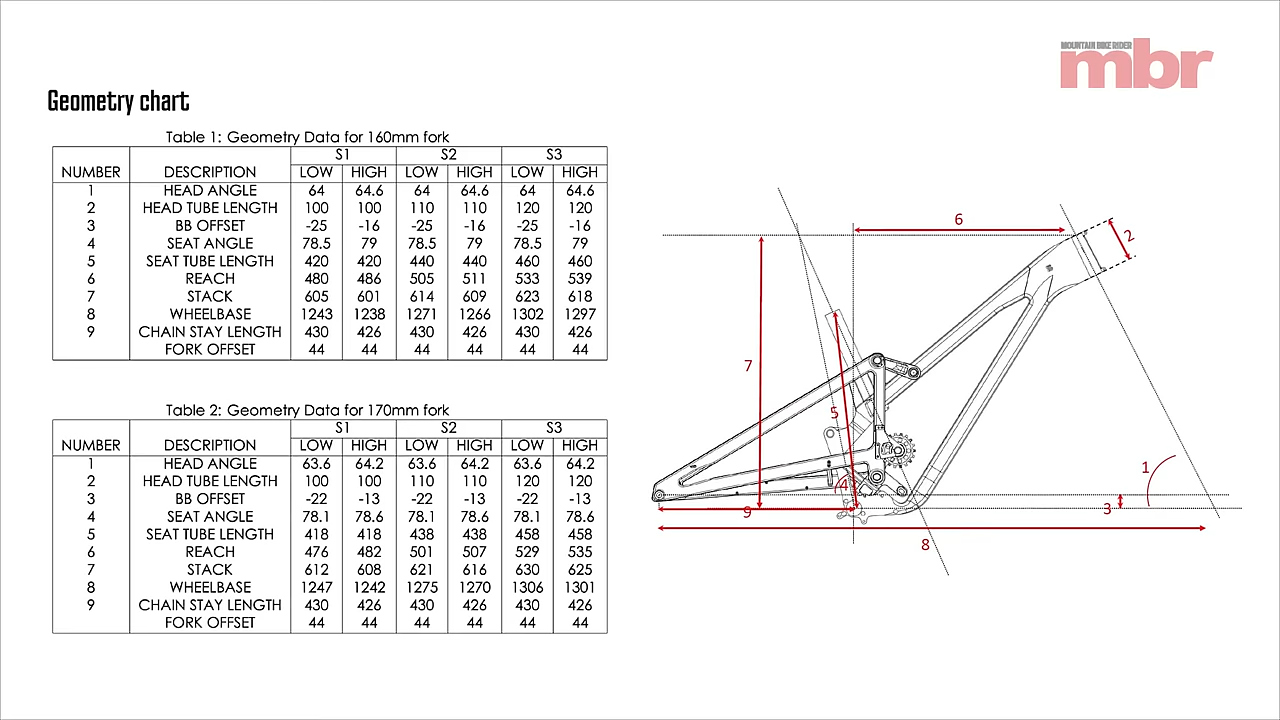 MOUNTAIN BIKE RIDER
mbr
Geometry chart
Table 1: Geometry Data for 160mm fork
S1 S2 S3
NUMBER DESCRIPTION LOW HIGH LOW HIGH LOW HIGH
1 HEAD ANGLE 64 64.6 64 64.6 64 64.6
2 HEAD TUBE LENGTH 100 100 110 110 120 120
3 BB OFFSET -25 -16 -25 -16 -25 -16
4 SEAT ANGLE 78.5 79 78.5 79 78.5 79
5 SEAT TUBE LENGTH 420 420 440 440 460 460
6 REACH 480 486 505 511 533 539
7 STACK 605 601 614 609 623 618
8 WHEELBASE 1243 1238 1271 1266 1302 1297
9 CHAIN STAY LENGTH 430 426 430 426 430 426
FORK OFFSET 44 44 44 44 44 44
Table 2: Geometry Data for 170mm fork
S1 S2 S3
NUMBER DESCRIPTION LOW HIGH LOW HIGH LOW HIGH
1 HEAD ANGLE 63.6 64.2 63.6 64.2 63.6 64.2
2 HEAD TUBE LENGTH 100 100 110 110 120 120
3 BB OFFSET -22 -13 -22 -13 -22 -13
4 SEAT ANGLE 78.1 78.6 78.1 78.6 78.1 78.6
5 SEAT TUBE LENGTH 418 418 438 438 458 458
6 REACH 476 482 501 507 529 535
7 STACK 612 608 621 616 630 625
8 WHEELBASE 1247 1242 1275 1270 1306 1301
9 CHAIN STAY LENGTH 430 426 430 426 430 426
FORK OFFSET 44 44 44 44 44 44
6
2
7
5
1
4
3
9
8